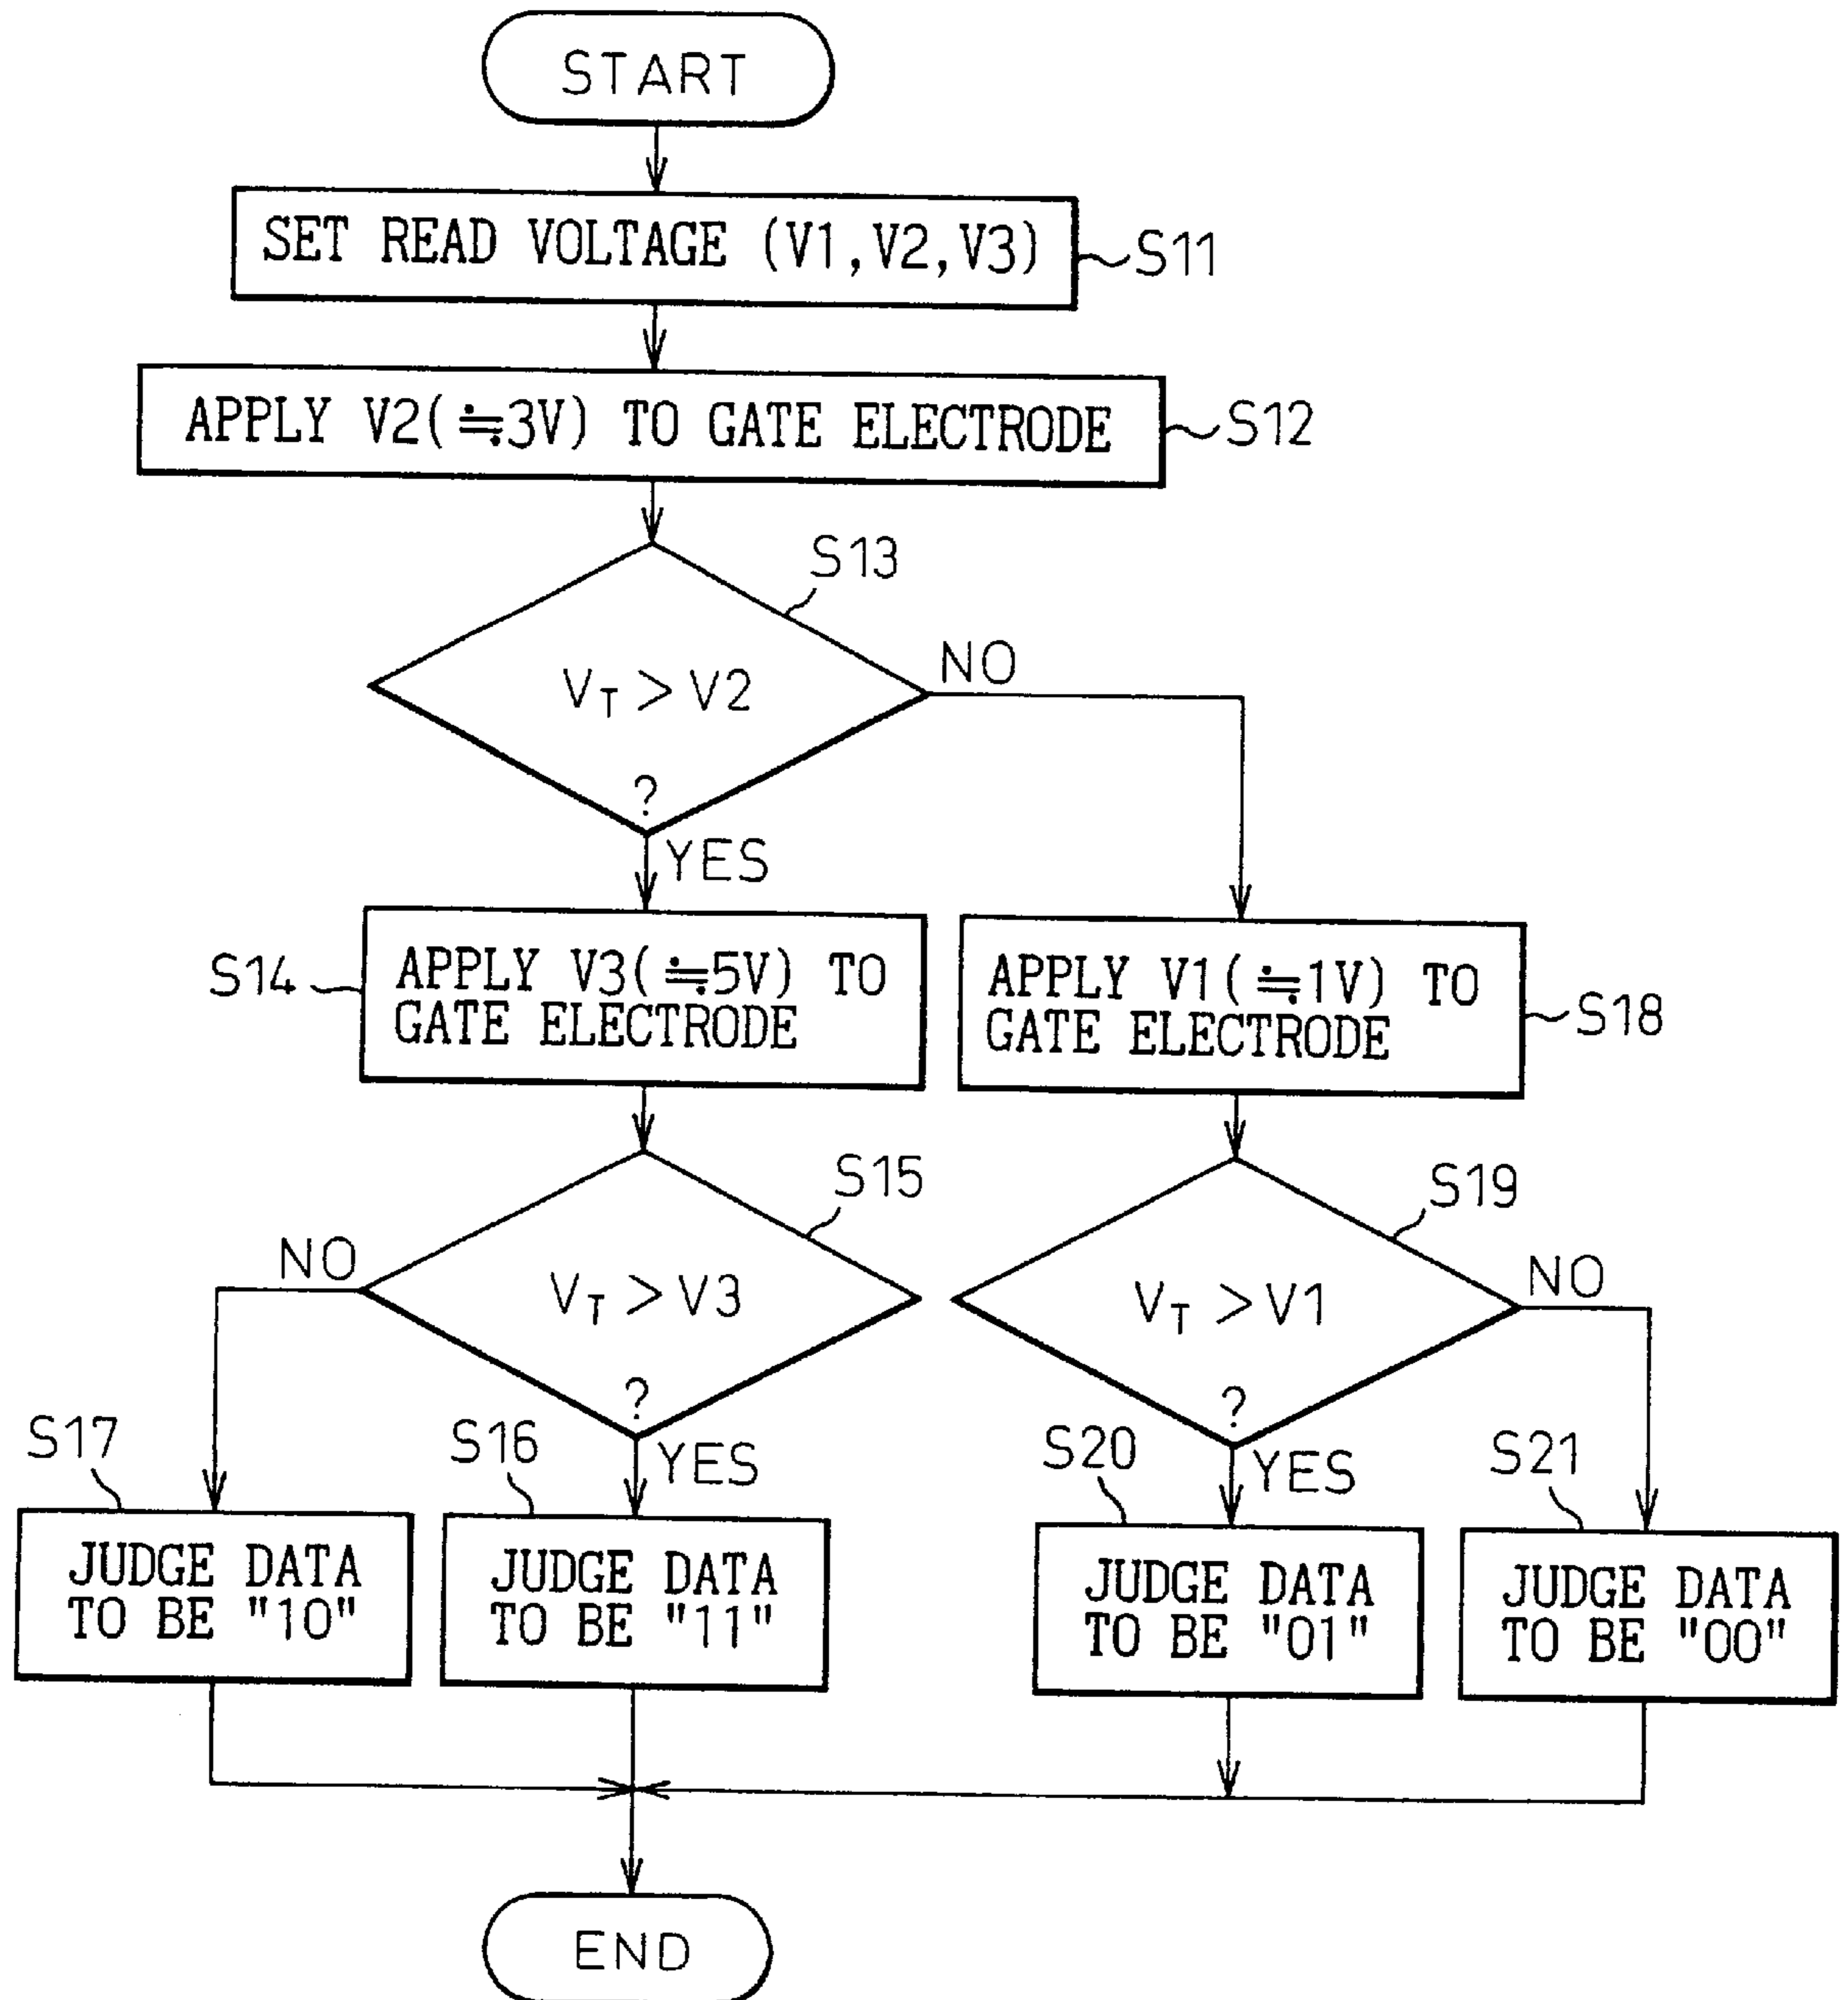 START
SET READ VOLTAGE (V1,V2,V3)
S11
APPLY V2(≒3V) TO GATE ELECTRODE
S12
S13
VT > V2
?
NO
YES
S14
APPLY V3(≒5V) TO
GATE ELECTRODE
APPLY V1(≒1V) TO
GATE ELECTRODE
S18
S15
VT > V3
?
NO
YES
S19
VT > V1
?
NO
YES
S17
JUDGE DATA
TO BE "10"
S16
JUDGE DATA
TO BE "11"
S20
JUDGE DATA
TO BE "01"
S21
JUDGE DATA
TO BE "00"
END